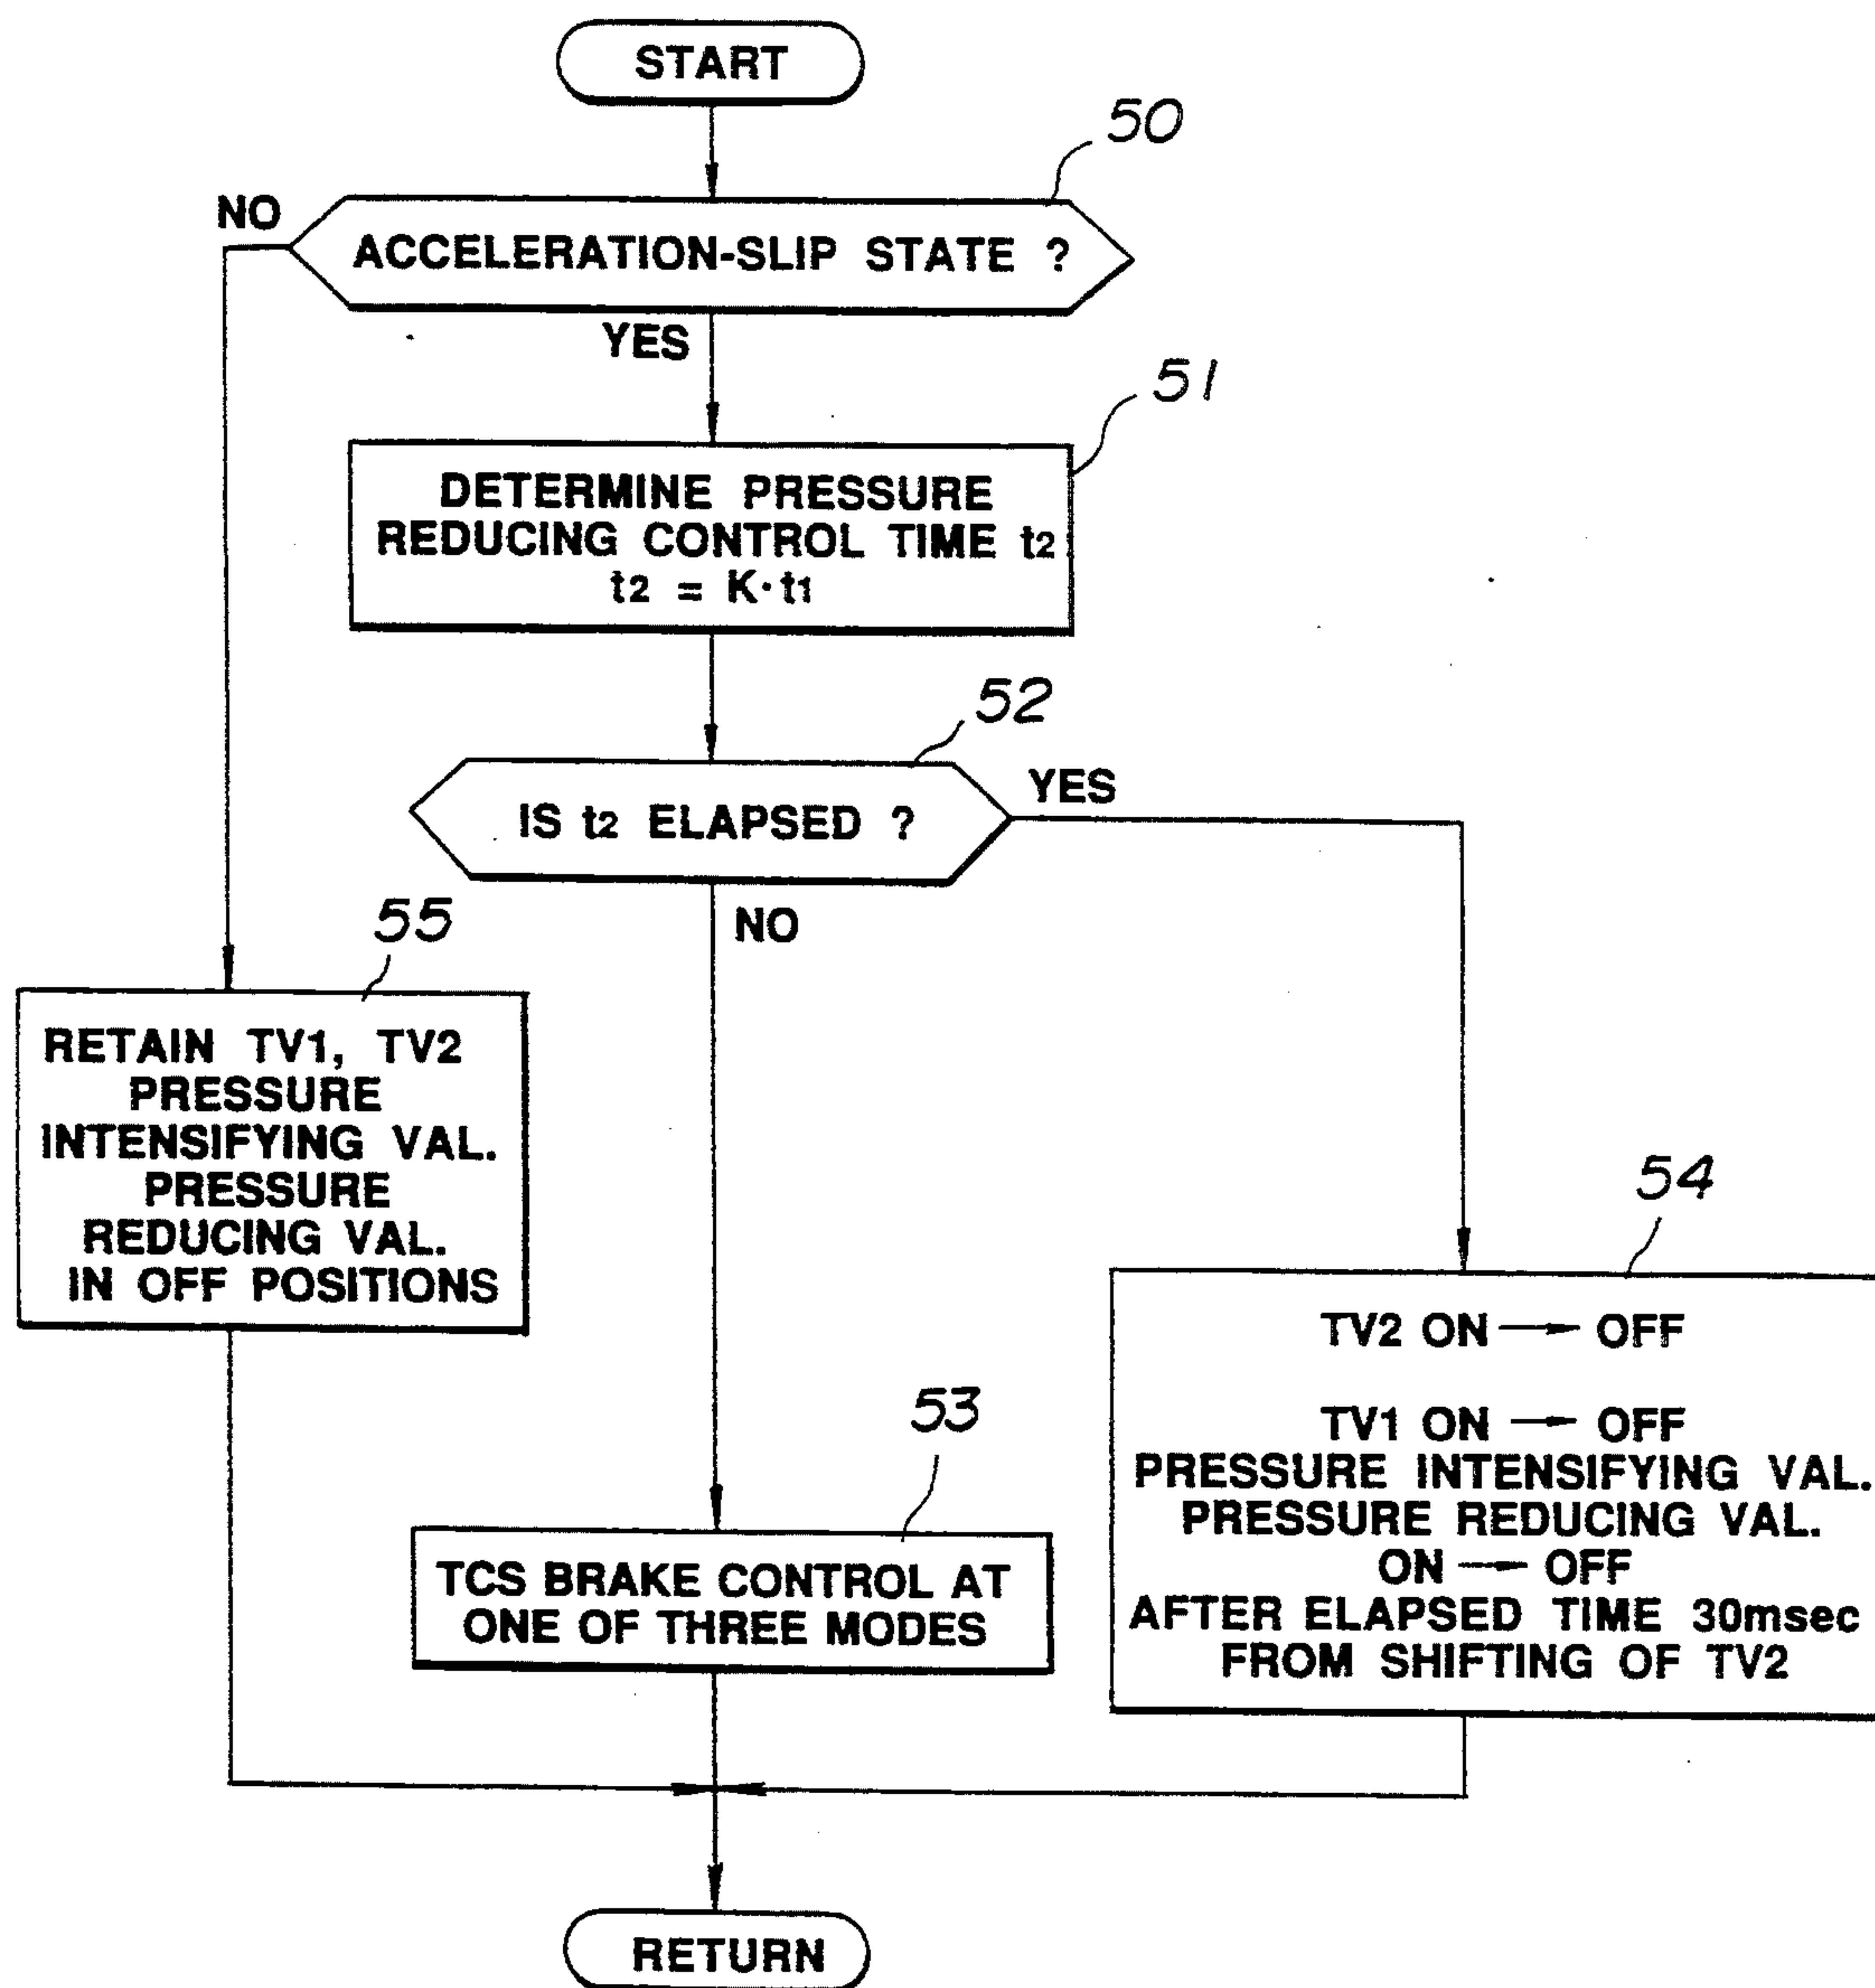 START
50
NO
ACCELERATION-SLIP STATE ?
YES
51
DETERMINE PRESSURE
REDUCING CONTROL TIME t2
t2 = K·t1
52
IS t2 ELAPSED ?
YES
NO
55
RETAIN TV1, TV2
PRESSURE
INTENSIFYING VAL.
PRESSURE
REDUCING VAL.
IN OFF POSITIONS
54
TV2 ON → OFF
TV1 ON → OFF
PRESSURE INTENSIFYING VAL.
PRESSURE REDUCING VAL.
ON → OFF
AFTER ELAPSED TIME 30msec
FROM SHIFTING OF TV2
53
TCS BRAKE CONTROL AT
ONE OF THREE MODES
RETURN